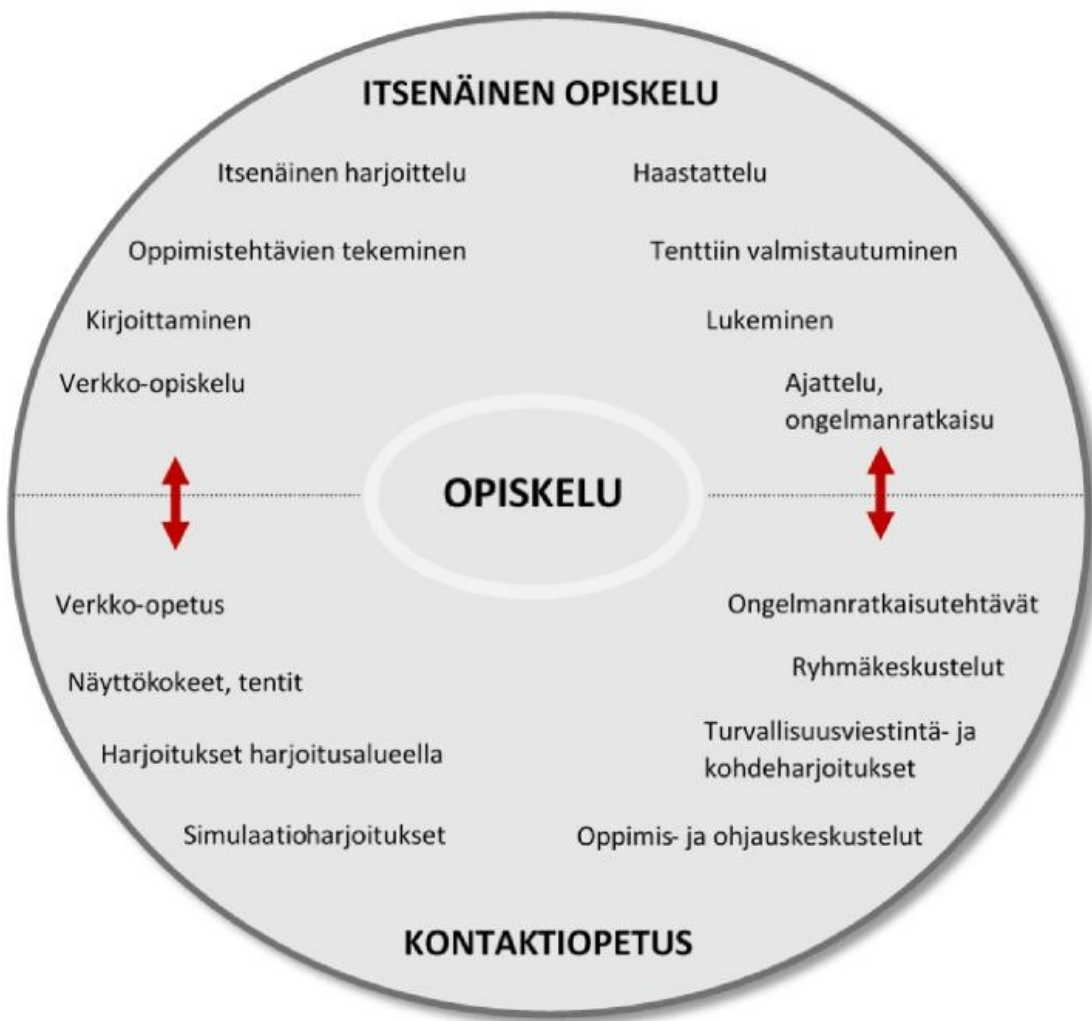 ITSENÄINEN OPISKELU
Itsenäinen harjoittelu
Haastattelu
Oppimistehtävien tekeminen
Tenttiin valmistautuminen
Kirjoittaminen
Lukeminen
Verkko-opiskelu
Ajattelu,
ongelmanratkaisu
OPISKELU
Verkko-opetus
Ongelmanratkaisutehtävät
Näyttökokeet, tentit
Ryhmäkeskustelut
Harjoitukset harjoitusalueella
Turvallisuusviestintä- ja
kohdeharjoitukset
Simulaatioharjoitukset
Oppimis- ja ohjauskeskustelut
KONTAKTIOPETUS